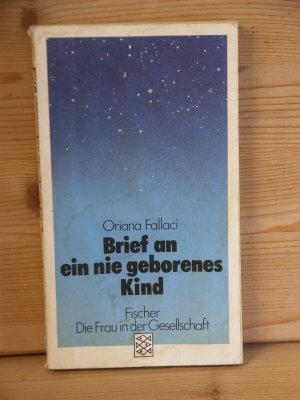 Oriana Fallaci
Brief an
ein nie geborenes
Kind
Fischer
Die Frau in der Gesellschaft